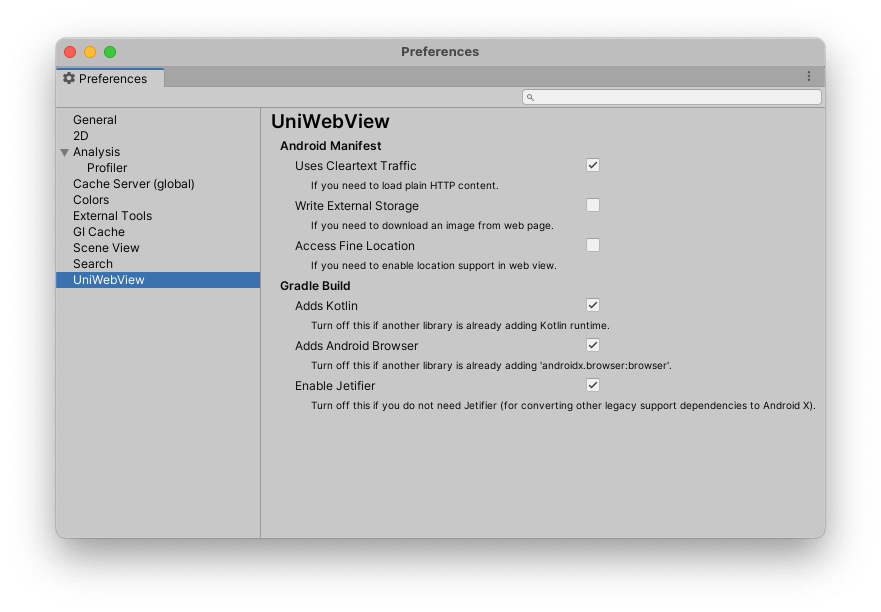 Preferences
Preferences
General
2D
Analysis
Profiler
Cache Server (global)
Colors
External Tools
GI Cache
Scene View
Search
UniWebView
UniWebView
Android Manifest
Uses Cleartext Traffic
If you need to load plain HTTP content.
Write External Storage
If you need to download an image from web page.
Access Fine Location
If you need to enable location support in web view.
Gradle Build
Adds Kotlin
Turn off this if another library is already adding Kotlin runtime.
Adds Android Browser
Turn off this if another library is already adding 'androidx.browser:browser'.
Enable Jetifier
Turn off this if you do not need Jetifier (for converting other legacy support dependencies to Android X).